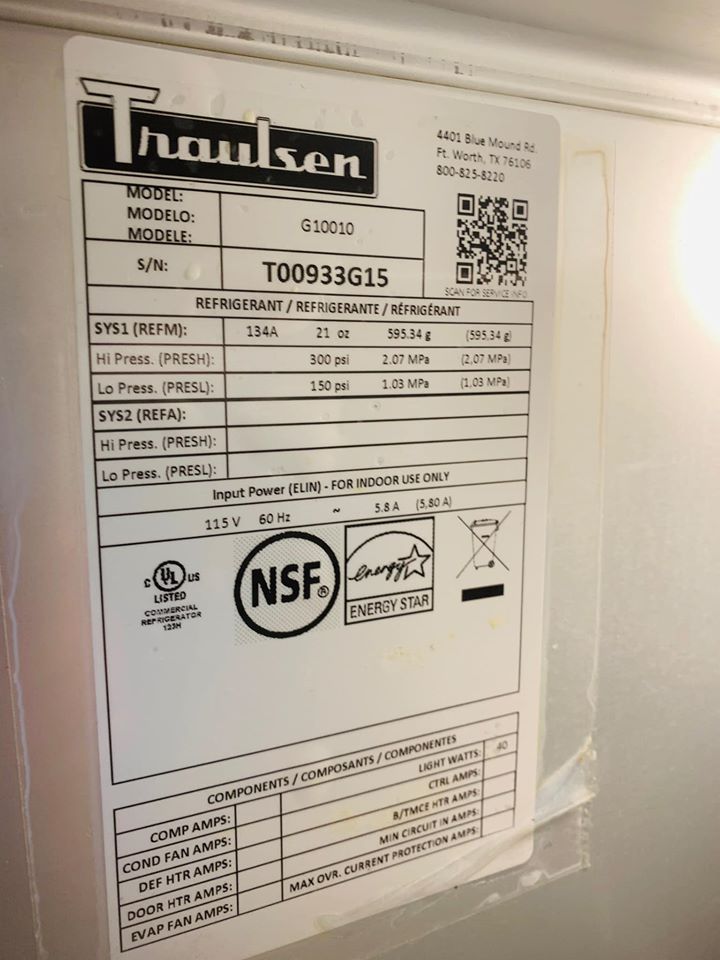 Traulsen
4401 Blue Mound Rd.
Ft. Worth, TX 76106
800-825-8220
MODEL:
MODELO:
MODELE:
G10010
S/N:
T00933G15
SCAN FOR SERVICE INFO
REFRIGERANT / REFRIGERANTE / RÉFRIGÉRANT
SYS1 (REFM): 134A 21 oz 595.34 g (595,34 g)
Hi Press. (PRESH): 300 psi 2.07 MPa (2,07 MPa)
Lo Press. (PRESL): 150 psi 1.03 MPa (1,03 MPa)
SYS2 (REFA):
Hi Press. (PRESH):
Lo Press. (PRESL):
Input Power (ELIN) - FOR INDOOR USE ONLY
115 V 60 Hz ~ 5.8 A (5,80 A)
C UL US
LISTED
COMMERCIAL
REFRIGERATOR
123H
NSF®
energy
ENERGY STAR
COMPONENTS / COMPOSANTS / COMPONENTES
COMP AMPS:
COND FAN AMPS:
DEF HTR AMPS:
DOOR HTR AMPS:
EVAP FAN AMPS:
LIGHT WATTS: 40
CTRL AMPS:
B/TMCE HTR AMPS:
MIN CIRCUIT IN AMPS:
MAX OVR. CURRENT PROTECTION AMPS: